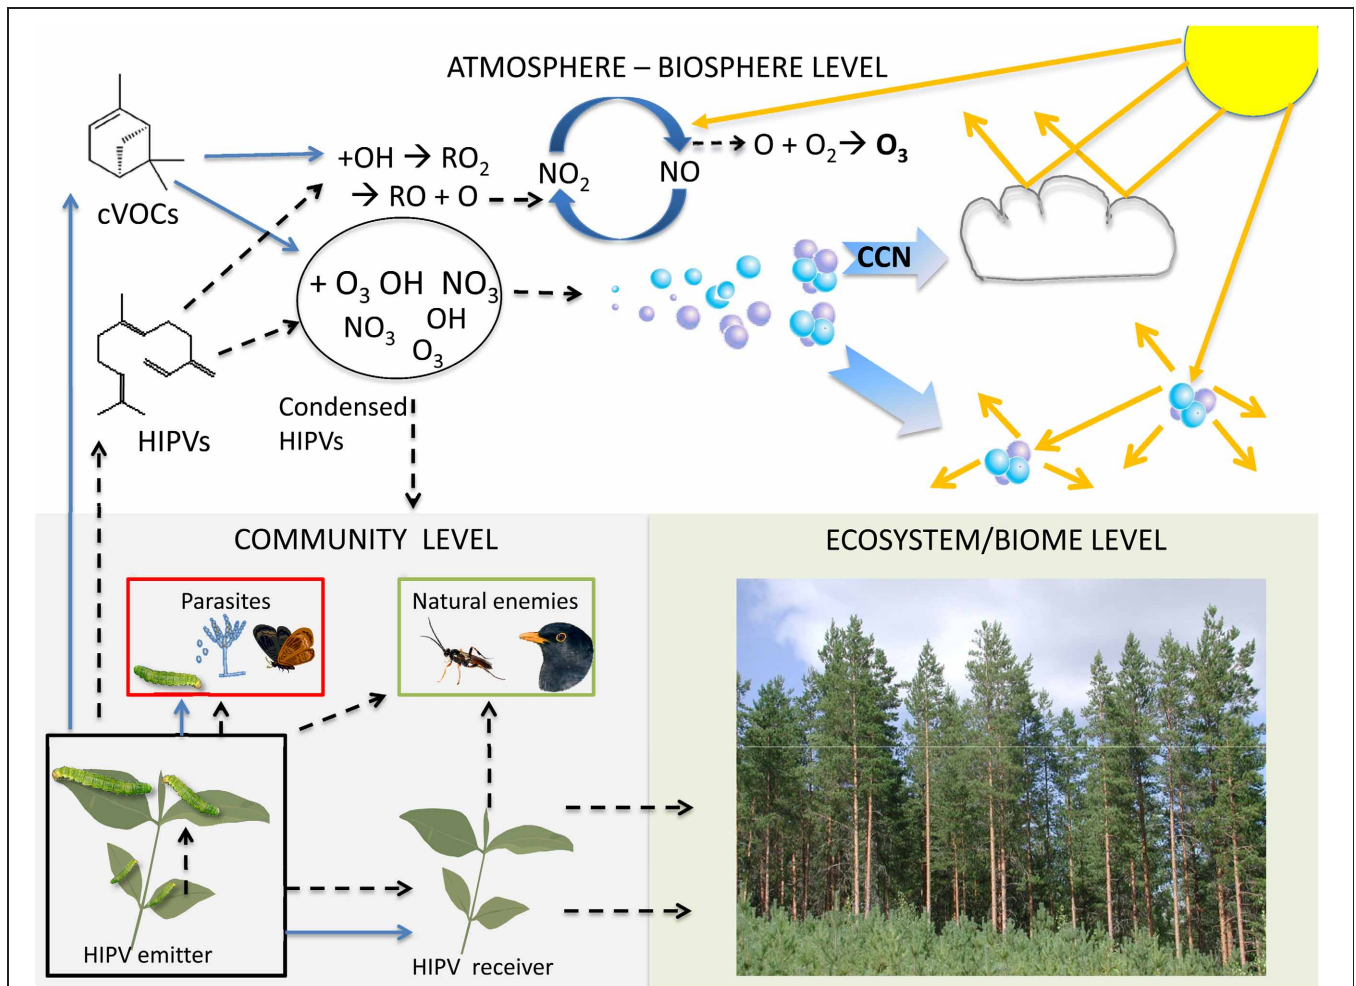 ATMOSPHERE – BIOSPHERE LEVEL
cVOCs
+OH → RO2
→ RO + O
NO2
NO
O + O2→ O3
CCN
+ O3 OH NO3
NO3
OH
O3
HIPVs
Condensed
HIPVs
COMMUNITY LEVEL
Parasites
Natural enemies
HIPV emitter
HIPV receiver
ECOSYSTEM/BIOME LEVEL